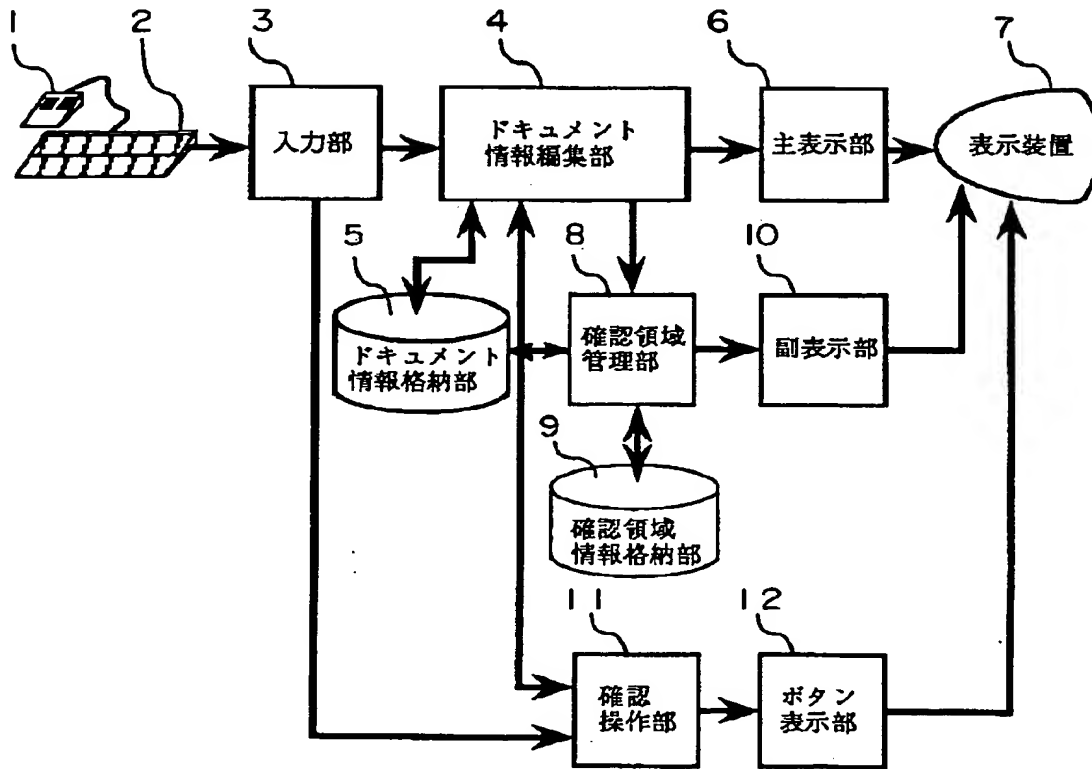 1
2
3
4
6
7
入力部
ドキュメント
情報編集部
主表示部
表示装置
5
8
10
ドキュメント
情報格納部
確認領域
管理部
副表示部
9
確認領域
情報格納部
11
12
確認
操作部
ボタン
表示部